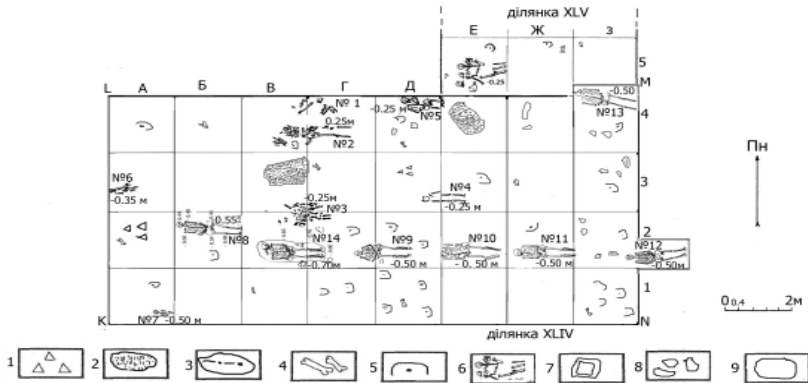 ділянка XLV
Е Ж З
5
-0.25
L А Б В Г Д М
-0.50
№ 1
-0.25 м
№5
№13
4
0.25м
№2
Пн
№6
-0.35 м
№4
-0.25 м
3
-0.25м
№3
-0.55
№8
№14
-0.70м
№9
-0.50 м
№10
- 0. 50 м
№11
-0.50 м
2
№12
-0.50м
1
0 0,4 2м
К №7 -0.50 м N
ділянка XLIV
1 2 3 4 5 6 7 8 9